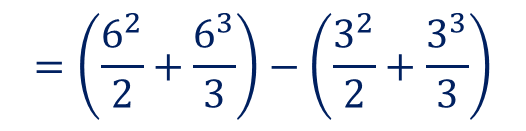 = (6²/2 + 6³/3) − (3²/2 + 3³/3)